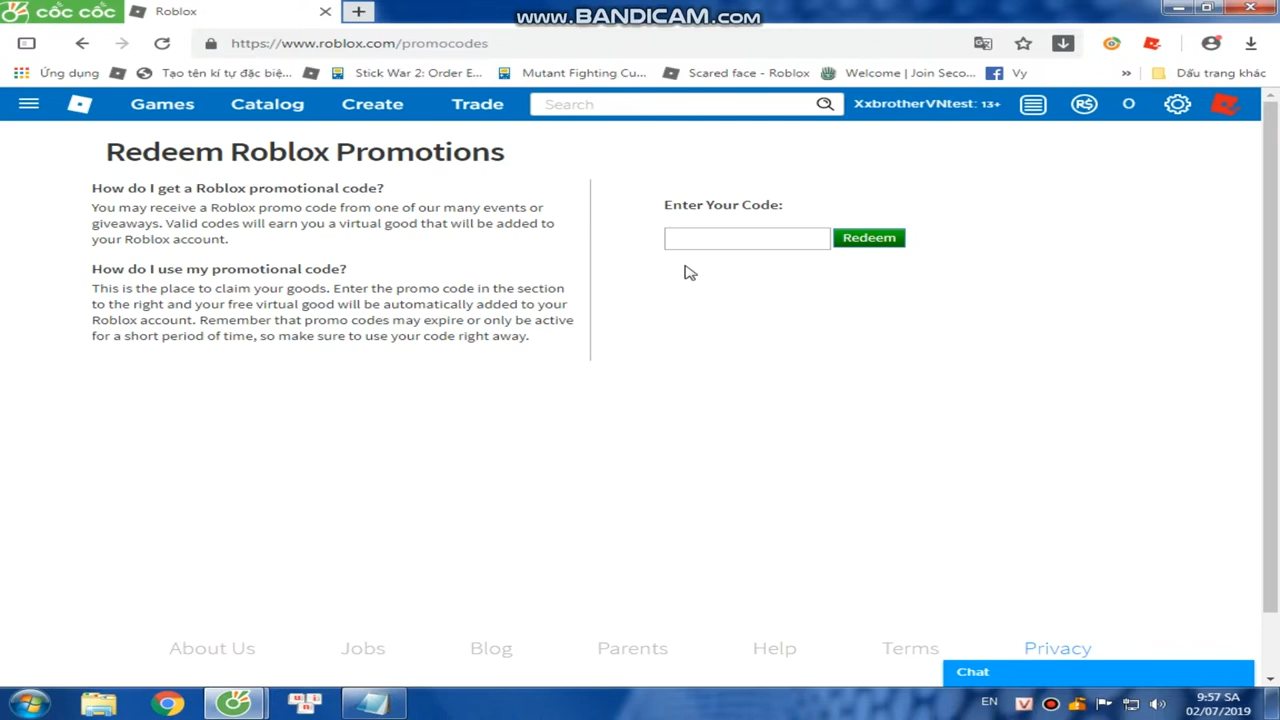 cốc cốc
Roblox
www.BANDICAM.com
https://www.roblox.com/promocodes
Ứng dụng
Tạo tên kí tự đặc biệ...
Stick War 2: Order E...
Mutant Fighting Cu...
Scared face - Roblox
Welcome | Join Seco...
Vy
»
Dấu trang khác
Games
Catalog
Create
Trade
Search
XxbrotherVNtest: 13+
R$
0
Redeem Roblox Promotions
How do I get a Roblox promotional code?
You may receive a Roblox promo code from one of our many events or
giveaways. Valid codes will earn you a virtual good that will be added to
your Roblox account.
How do I use my promotional code?
This is the place to claim your goods. Enter the promo code in the section
to the right and your free virtual good will be automatically added to your
Roblox account. Remember that promo codes may expire or only be active
for a short period of time, so make sure to use your code right away.
Enter Your Code:
Redeem
About Us
Jobs
Blog
Parents
Help
Terms
Privacy
Chat
EN
V
9:57 SA
02/07/2019